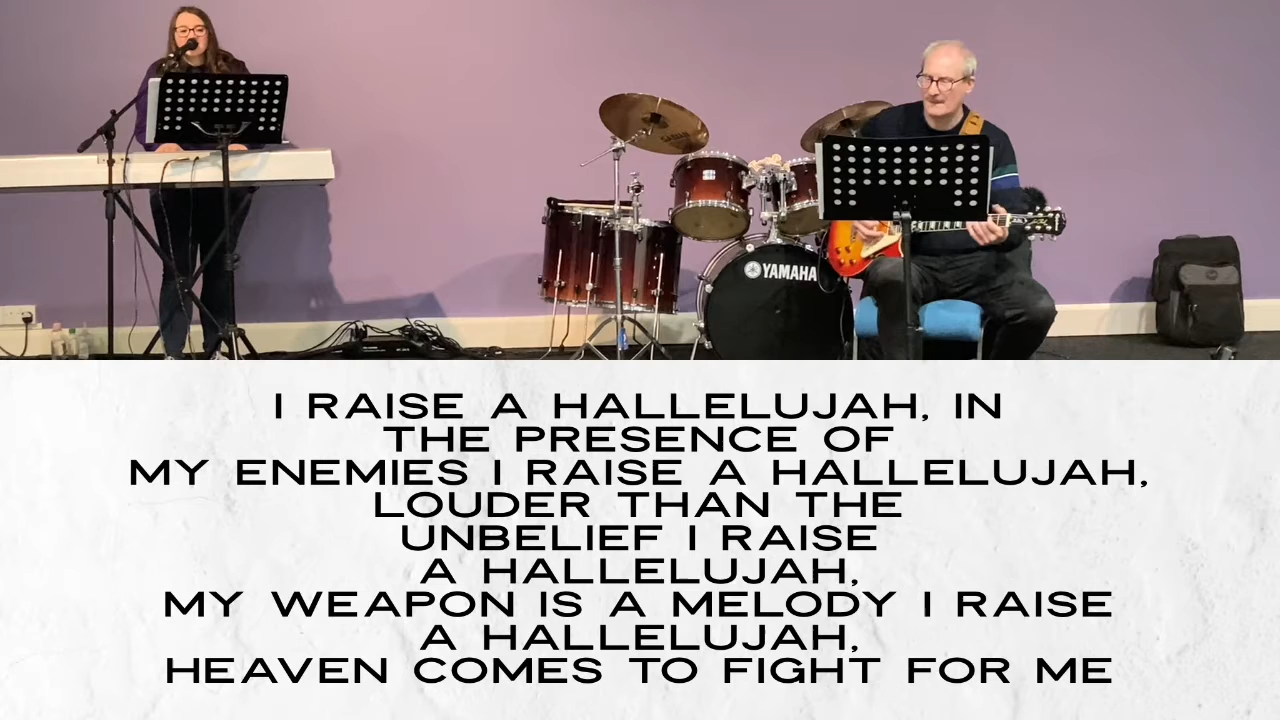 SABIAN
YAMAHA
I RAISE A HALLELUJAH, IN
THE PRESENCE OF
MY ENEMIES I RAISE A HALLELUJAH,
LOUDER THAN THE
UNBELIEF I RAISE
A HALLELUJAH,
MY WEAPON IS A MELODY I RAISE
A HALLELUJAH,
HEAVEN COMES TO FIGHT FOR ME